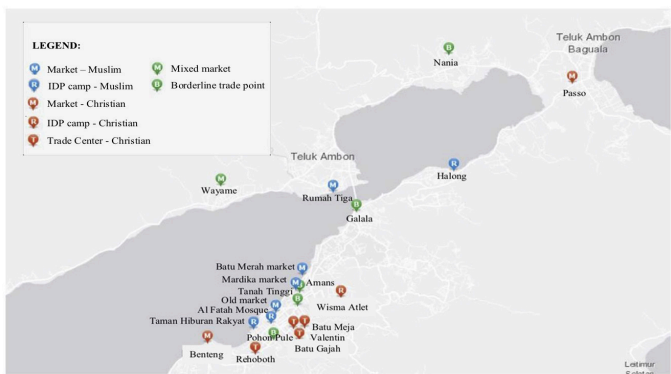 LEGEND:
M Market – Muslim
R IDP camp - Muslim
M Market - Christian
R IDP camp - Christian
T Trade Center - Christian
M Mixed market
B Borderline trade point
Teluk Ambon
Baguala
B
Nania
M
Passo
Teluk Ambon
R
Halong
M
Wayame
M
Rumah Tiga
B
Galala
Batu Merah market M
Mardika market M Amans
Tanah Tinggi B
R
Wisma Atlet
Old market M
Al Fatah Mosque R
Taman Hiburan Rakyat R
T T Batu Meja
Pohon Pule B T Valentin
Batu Gajah
M
Benteng
T
Rehoboth
Leitimur